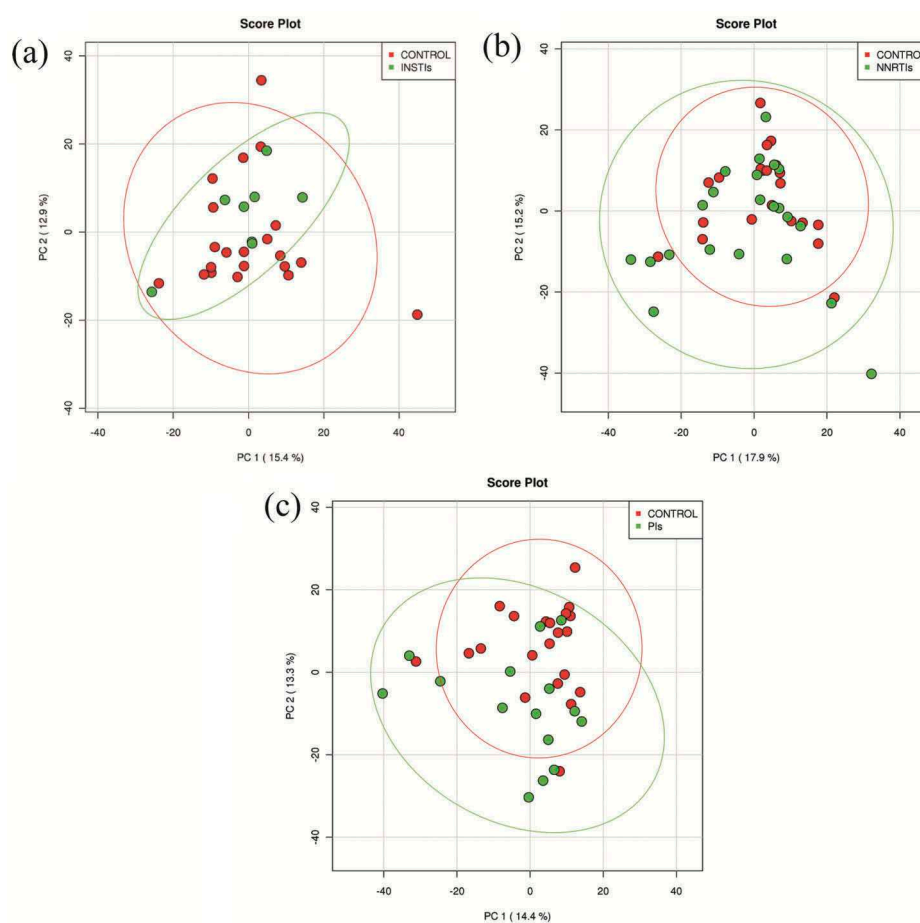 (a)
Score Plot
CONTROL
INSTIs
40
20
0
-20
-40
PC 2 ( 12.9 %)
-40
-20
0
20
40
PC 1 ( 15.4 %)
(b)
Score Plot
CONTROL
NNRTIs
40
20
0
-20
-40
PC 2 ( 15.2 %)
-40
-20
0
20
40
PC 1 ( 17.9 %)
(c)
Score Plot
CONTROL
PIs
40
20
0
-20
-40
PC 2 ( 13.3 %)
-40
-20
0
20
40
PC 1 ( 14.4 %)